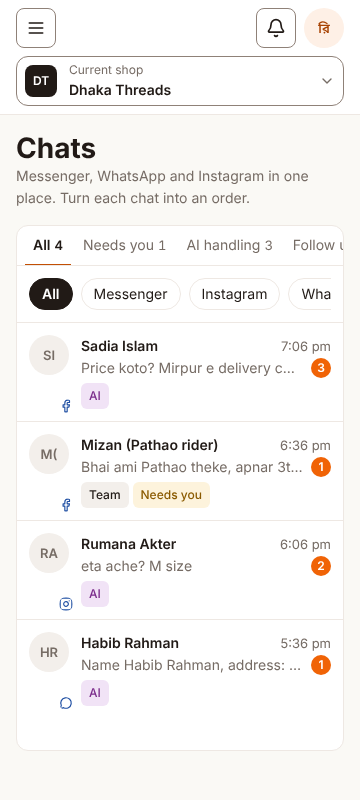 রি
DT
Current shop
Dhaka Threads
Chats
Messenger, WhatsApp and Instagram in one
place. Turn each chat into an order.
All 4 Needs you 1 AI handling 3 Follow u
All Messenger Instagram Wha
SI
Sadia Islam 7:06 pm
Price koto? Mirpur e delivery c... 3
AI
M(
Mizan (Pathao rider) 6:36 pm
Bhai ami Pathao theke, apnar 3t... 1
Team Needs you
RA
Rumana Akter 6:06 pm
eta ache? M size 2
AI
HR
Habib Rahman 5:36 pm
Name Habib Rahman, address: ... 1
AI